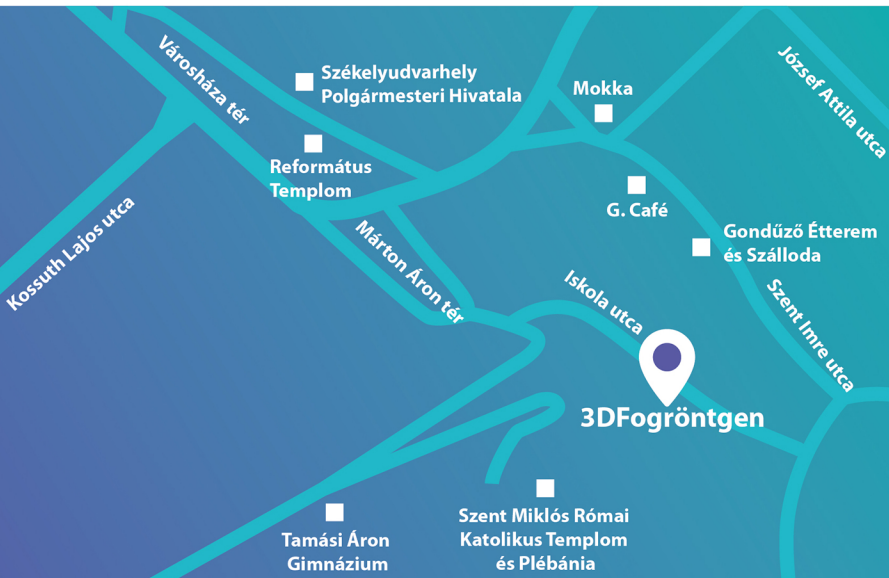 Városháza tér
Székelyudvarhely
Polgármesteri Hivatala
Mokka
József Attila utca
Református
Templom
G. Café
Kossuth Lajos utca
Márton Áron tér
Gondűző Étterem
és Szálloda
Iskola utca
Szent Imre utca
3DFogröntgen
Tamási Áron
Gimnázium
Szent Miklós Római
Katolikus Templom
és Plébánia